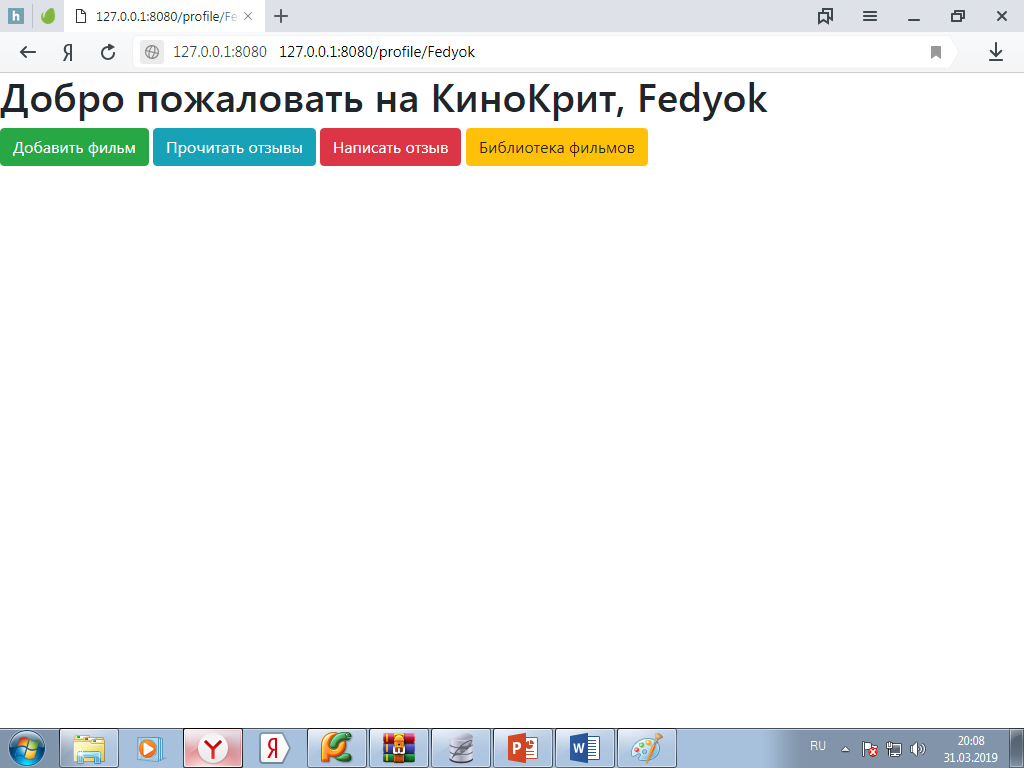 127.0.0.1:8080/profile/Fe
127.0.0.1:8080 127.0.0.1:8080/profile/Fedyok
Добро пожаловать на КиноКрит, Fedyok
Добавить фильм Прочитать отзывы Написать отзыв Библиотека фильмов
RU 20:08
31.03.2019